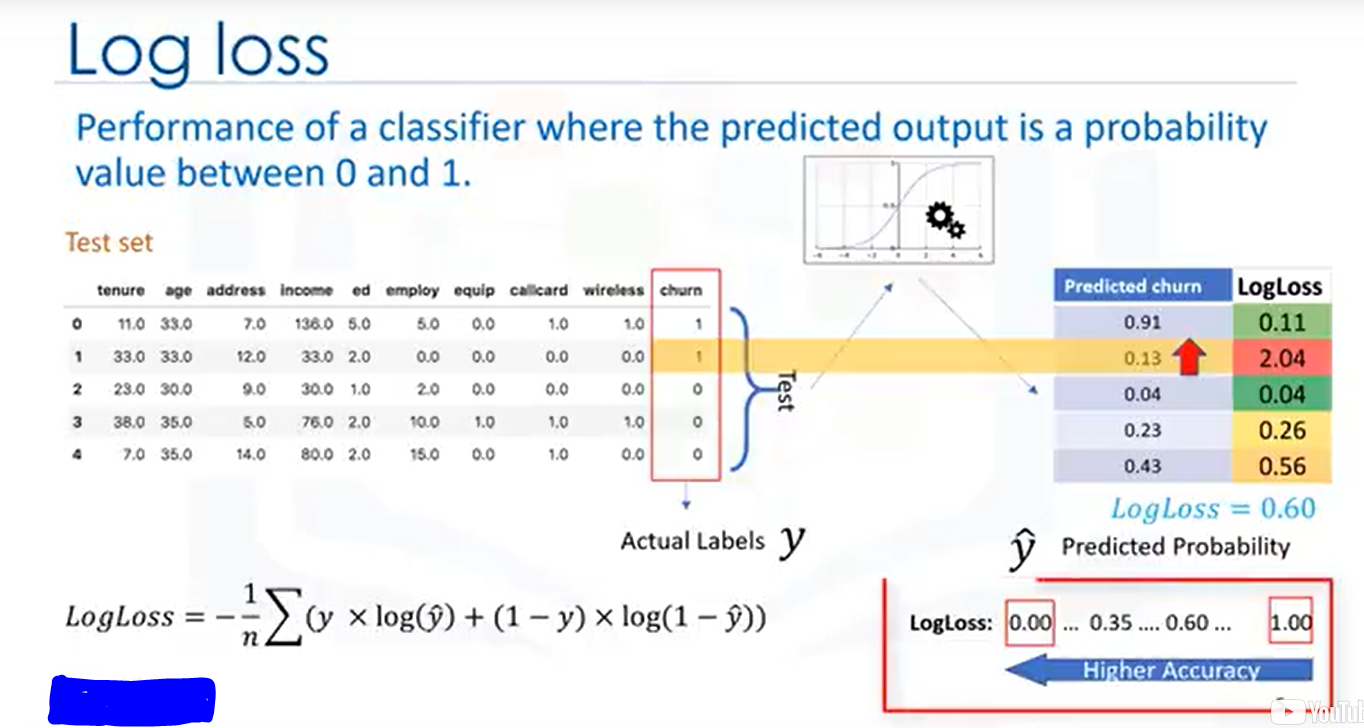 Log loss
Performance of a classifier where the predicted output is a probability
value between 0 and 1.
Test set
tenure age address income ed employ equip callcard wireless churn
0 11.0 33.0 7.0 136.0 5.0 5.0 0.0 1.0 1.0 1
1 33.0 33.0 12.0 33.0 2.0 0.0 0.0 0.0 0.0 1
2 23.0 30.0 9.0 30.0 1.0 2.0 0.0 0.0 0.0 0
3 38.0 35.0 5.0 76.0 2.0 10.0 1.0 1.0 1.0 0
4 7.0 35.0 14.0 80.0 2.0 15.0 0.0 1.0 0.0 0
Test
Predicted churn LogLoss
0.91 0.11
0.13 2.04
0.04 0.04
0.23 0.26
0.43 0.56
LogLoss = 0.60
Actual Labels y
ŷ Predicted Probability
LogLoss = −1/n ∑(y × log(ŷ) + (1 − y) × log(1 − ŷ))
LogLoss: 0.00 ... 0.35 .... 0.60 ... 1.00
Higher Accuracy